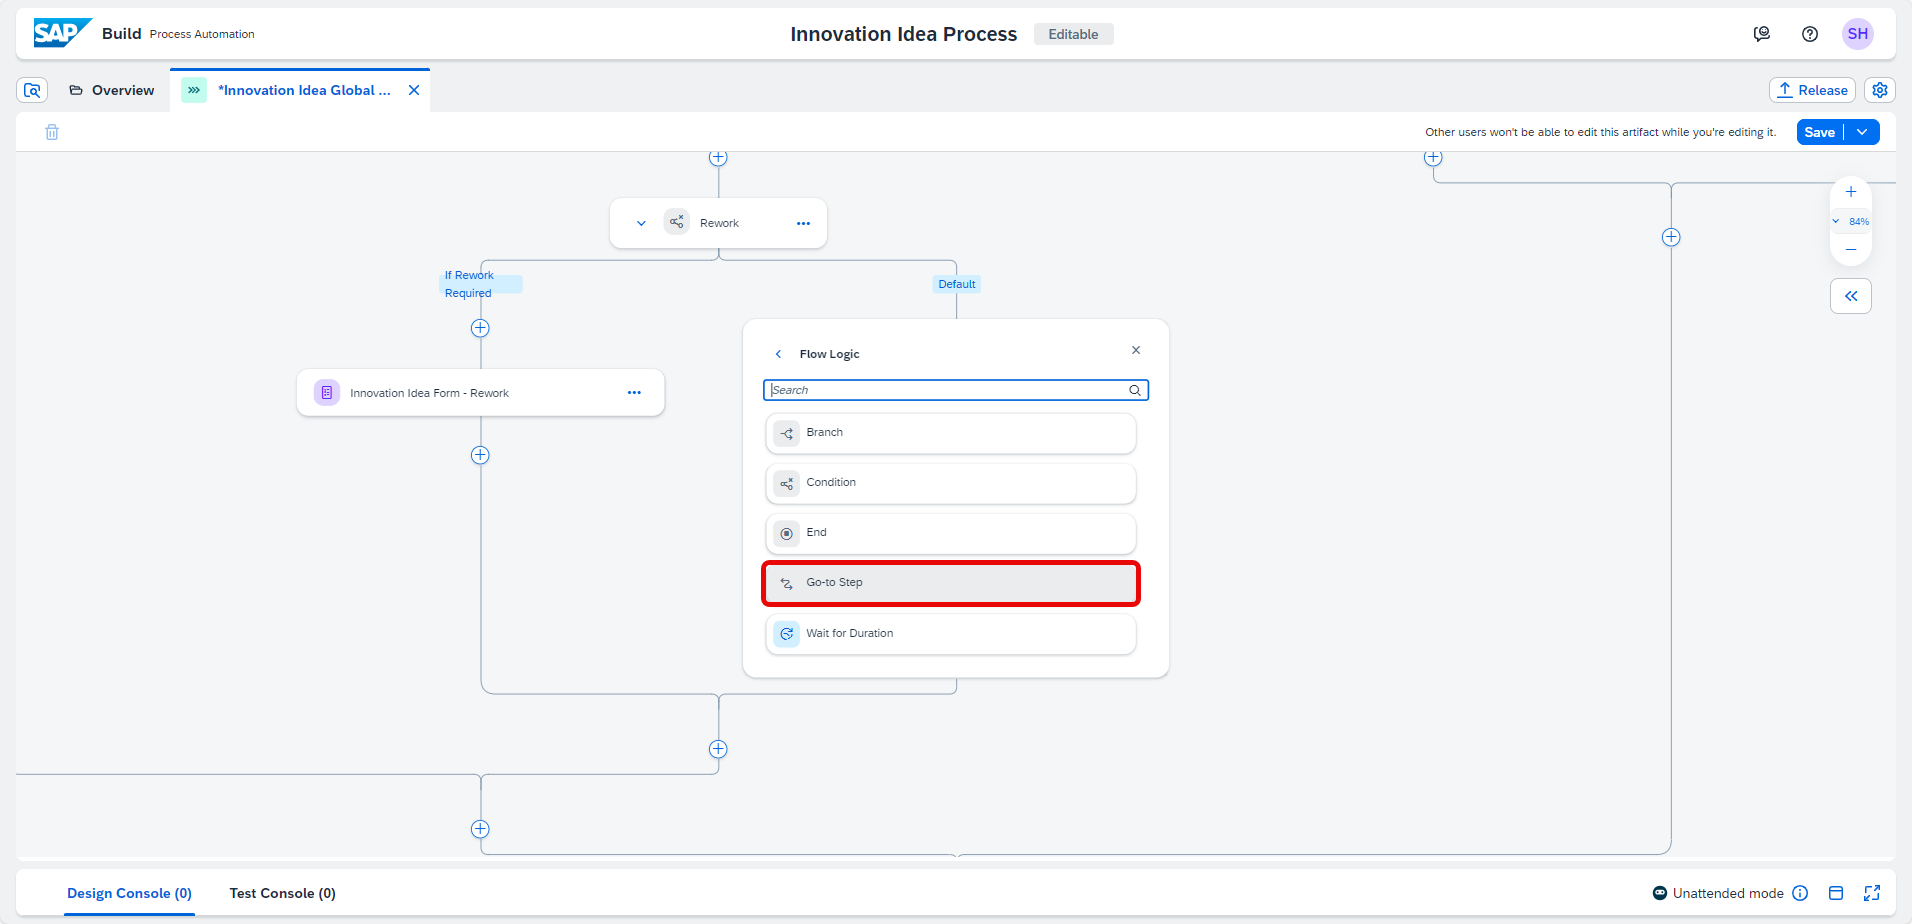 SAP Build Process Automation
Innovation Idea Process
Editable
SH
Overview
*Innovation Idea Global ...
Release
Other users won't be able to edit this artifact while you're editing it.
Save
Rework
84%
If Rework
Required
Default
Flow Logic
Search
Innovation Idea Form - Rework
Branch
Condition
End
Go-to Step
Wait for Duration
Design Console (0)
Test Console (0)
Unattended mode